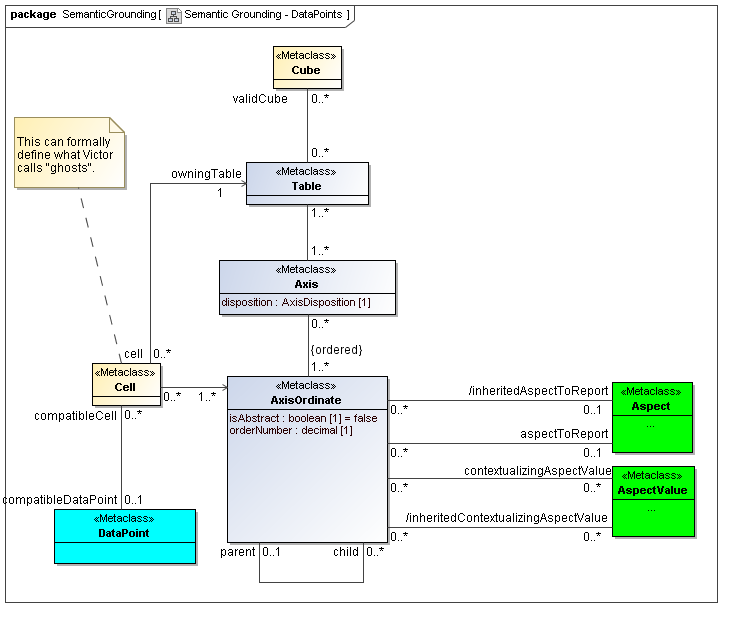 package SemanticGrounding[ Semantic Grounding - DataPoints ]
«Metaclass»
Cube
validCube 0..*
0..*
This can formally
define what Victor
calls "ghosts".
«Metaclass»
Table
owningTable
1
1..*
1..*
«Metaclass»
Axis
disposition : AxisDisposition [1]
0..*
{ordered}
1..*
cell 0..*
«Metaclass»
Cell
0..* 1..*
compatibleCell 0..*
compatibleDataPoint 0..1
«Metaclass»
DataPoint
«Metaclass»
AxisOrdinate
isAbstract : boolean [1] = false
orderNumber : decimal [1]
parent 0..1 child 0..*
/inheritedAspectToReport
0..* 0..1
aspectToReport
0..* 0..1
«Metaclass»
Aspect
...
contextualizingAspectValue
0..* 0..*
/inheritedContextualizingAspectValue
0..* 0..*
«Metaclass»
AspectValue
...